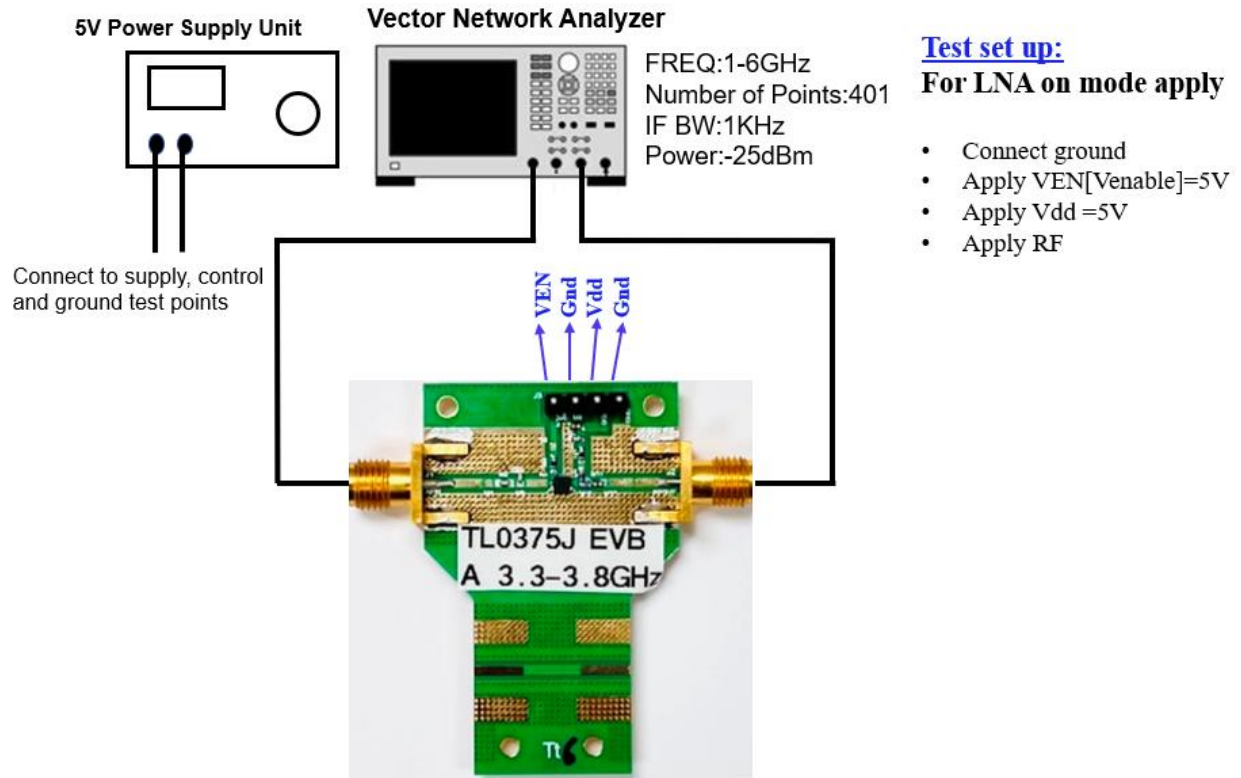 5V Power Supply Unit
Vector Network Analyzer
FREQ:1-6GHz
Number of Points:401
IF BW:1KHz
Power:-25dBm
Test set up:
For LNA on mode apply
• Connect ground
• Apply VEN[Venable]=5V
• Apply Vdd =5V
• Apply RF
Connect to supply, control
and ground test points
VEN
Gnd
Vdd
Gnd
TL0375J EVB
A 3.3-3.8GHz
Tt6